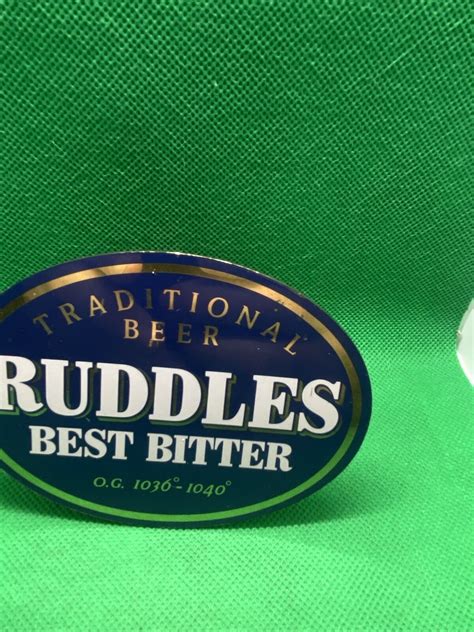 TRADITIONAL
BEER
RUDDLES
BEST BITTER
O.G. 1036°-1040°